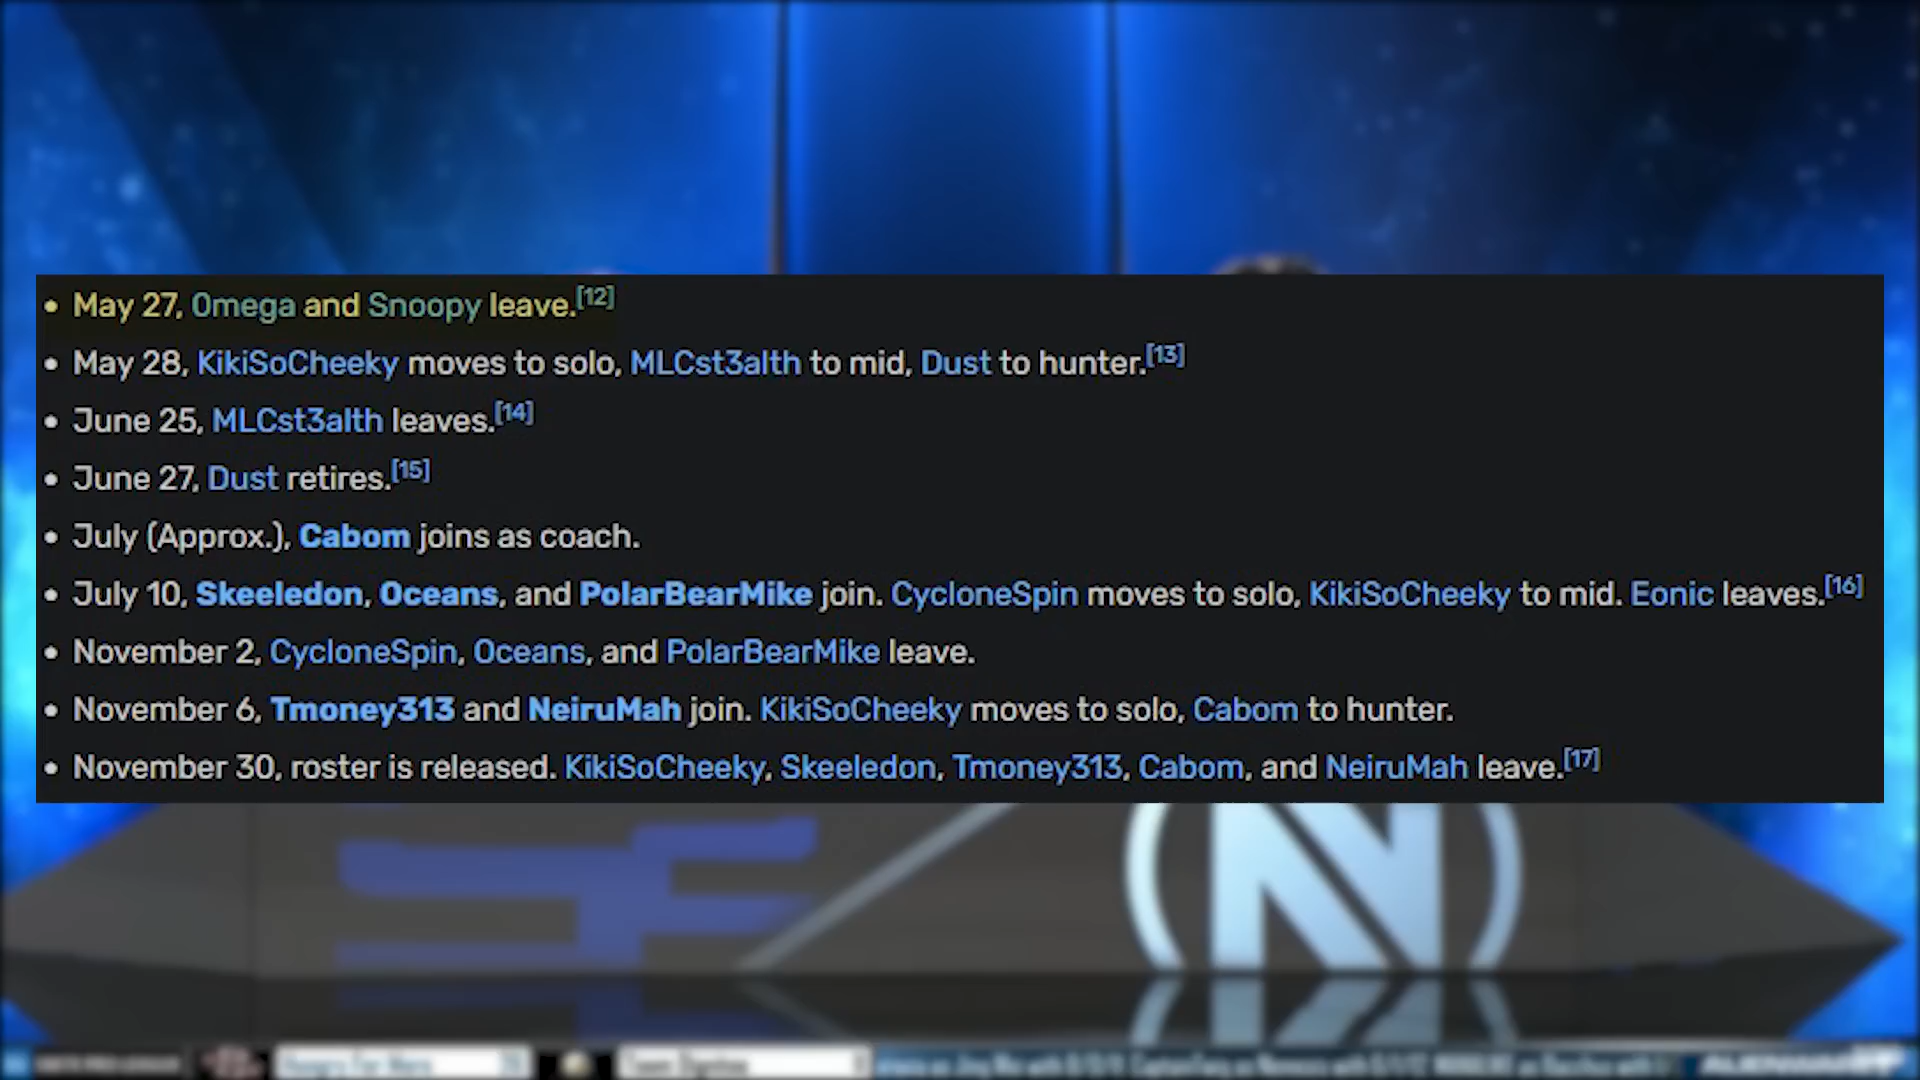 • May 27, 0mega and Snoopy leave.[12]
• May 28, KikiSoCheeky moves to solo, MLCst3alth to mid, Dust to hunter.[13]
• June 25, MLCst3alth leaves.[14]
• June 27, Dust retires.[15]
• July (Approx.), Cabom joins as coach.
• July 10, Skeeledon, Oceans, and PolarBearMike join. CycloneSpin moves to solo, KikiSoCheeky to mid. Eonic leaves.[16]
• November 2, CycloneSpin, Oceans, and PolarBearMike leave.
• November 6, Tmoney313 and NeiruMah join. KikiSoCheeky moves to solo, Cabom to hunter.
• November 30, roster is released. KikiSoCheeky, Skeeledon, Tmoney313, Cabom, and NeiruMah leave.[17]